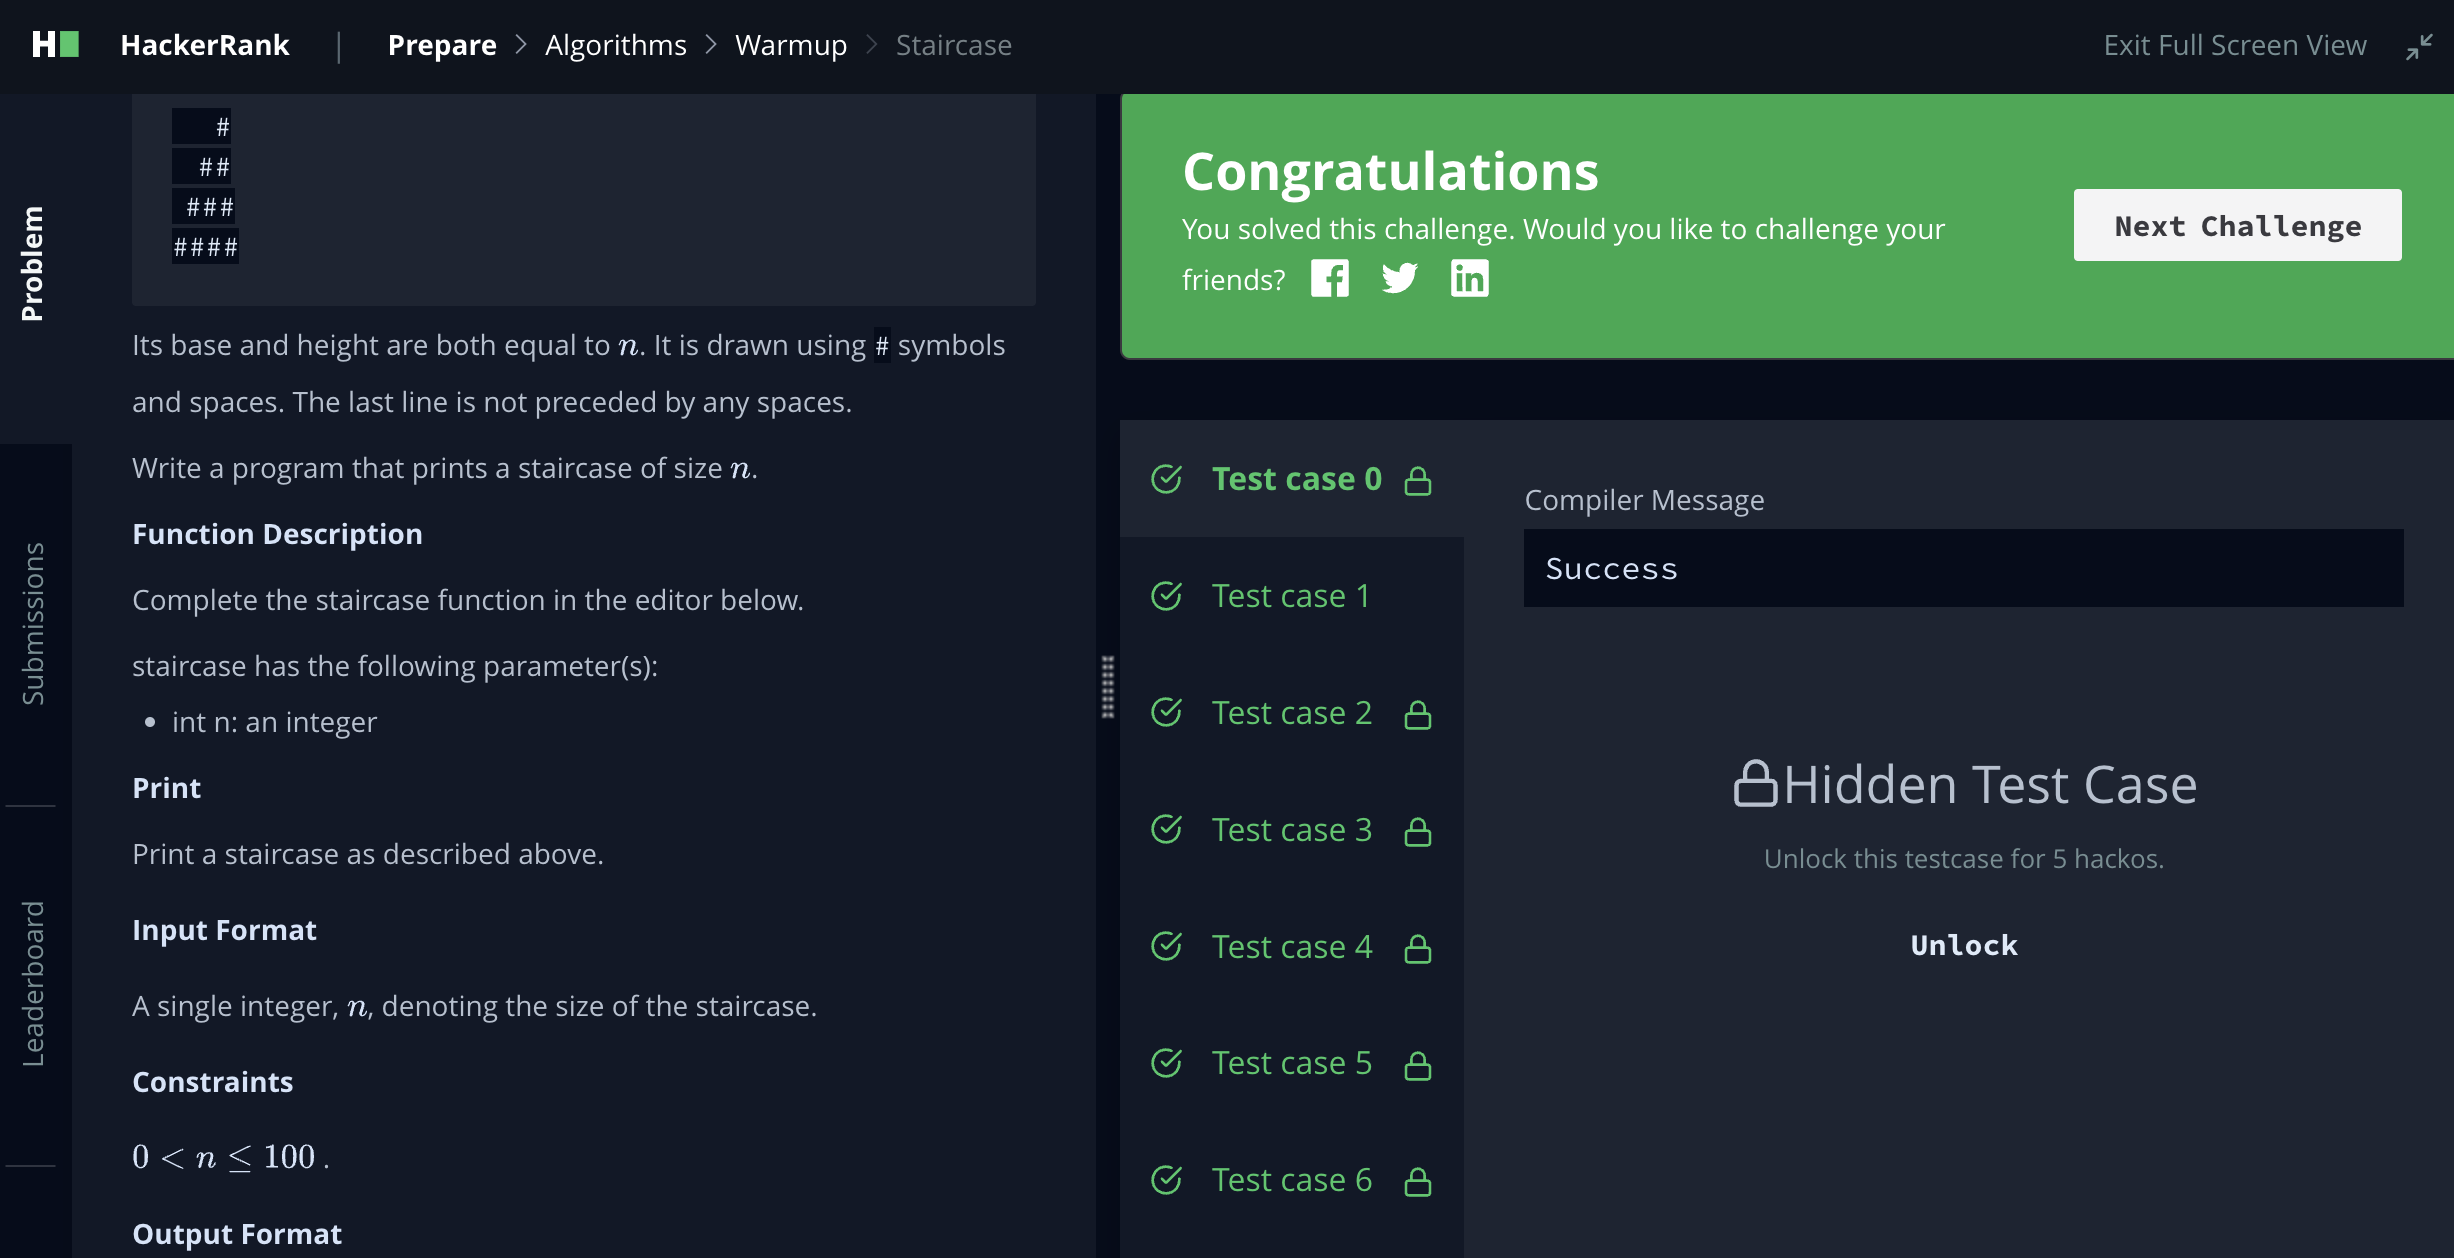 HackerRank | Prepare > Algorithms > Warmup > Staircase
Exit Full Screen View
Problem
Submissions
Leaderboard
   #
  ##
 ###
####
Its base and height are both equal to n. It is drawn using # symbols
and spaces. The last line is not preceded by any spaces.
Write a program that prints a staircase of size n.
Function Description
Complete the staircase function in the editor below.
staircase has the following parameter(s):
• int n: an integer
Print
Print a staircase as described above.
Input Format
A single integer, n, denoting the size of the staircase.
Constraints
0 < n ≤ 100 .
Output Format
Congratulations
You solved this challenge. Would you like to challenge your
friends?
Next Challenge
Test case 0
Test case 1
Test case 2
Test case 3
Test case 4
Test case 5
Test case 6
Compiler Message
Success
Hidden Test Case
Unlock this testcase for 5 hackos.
Unlock